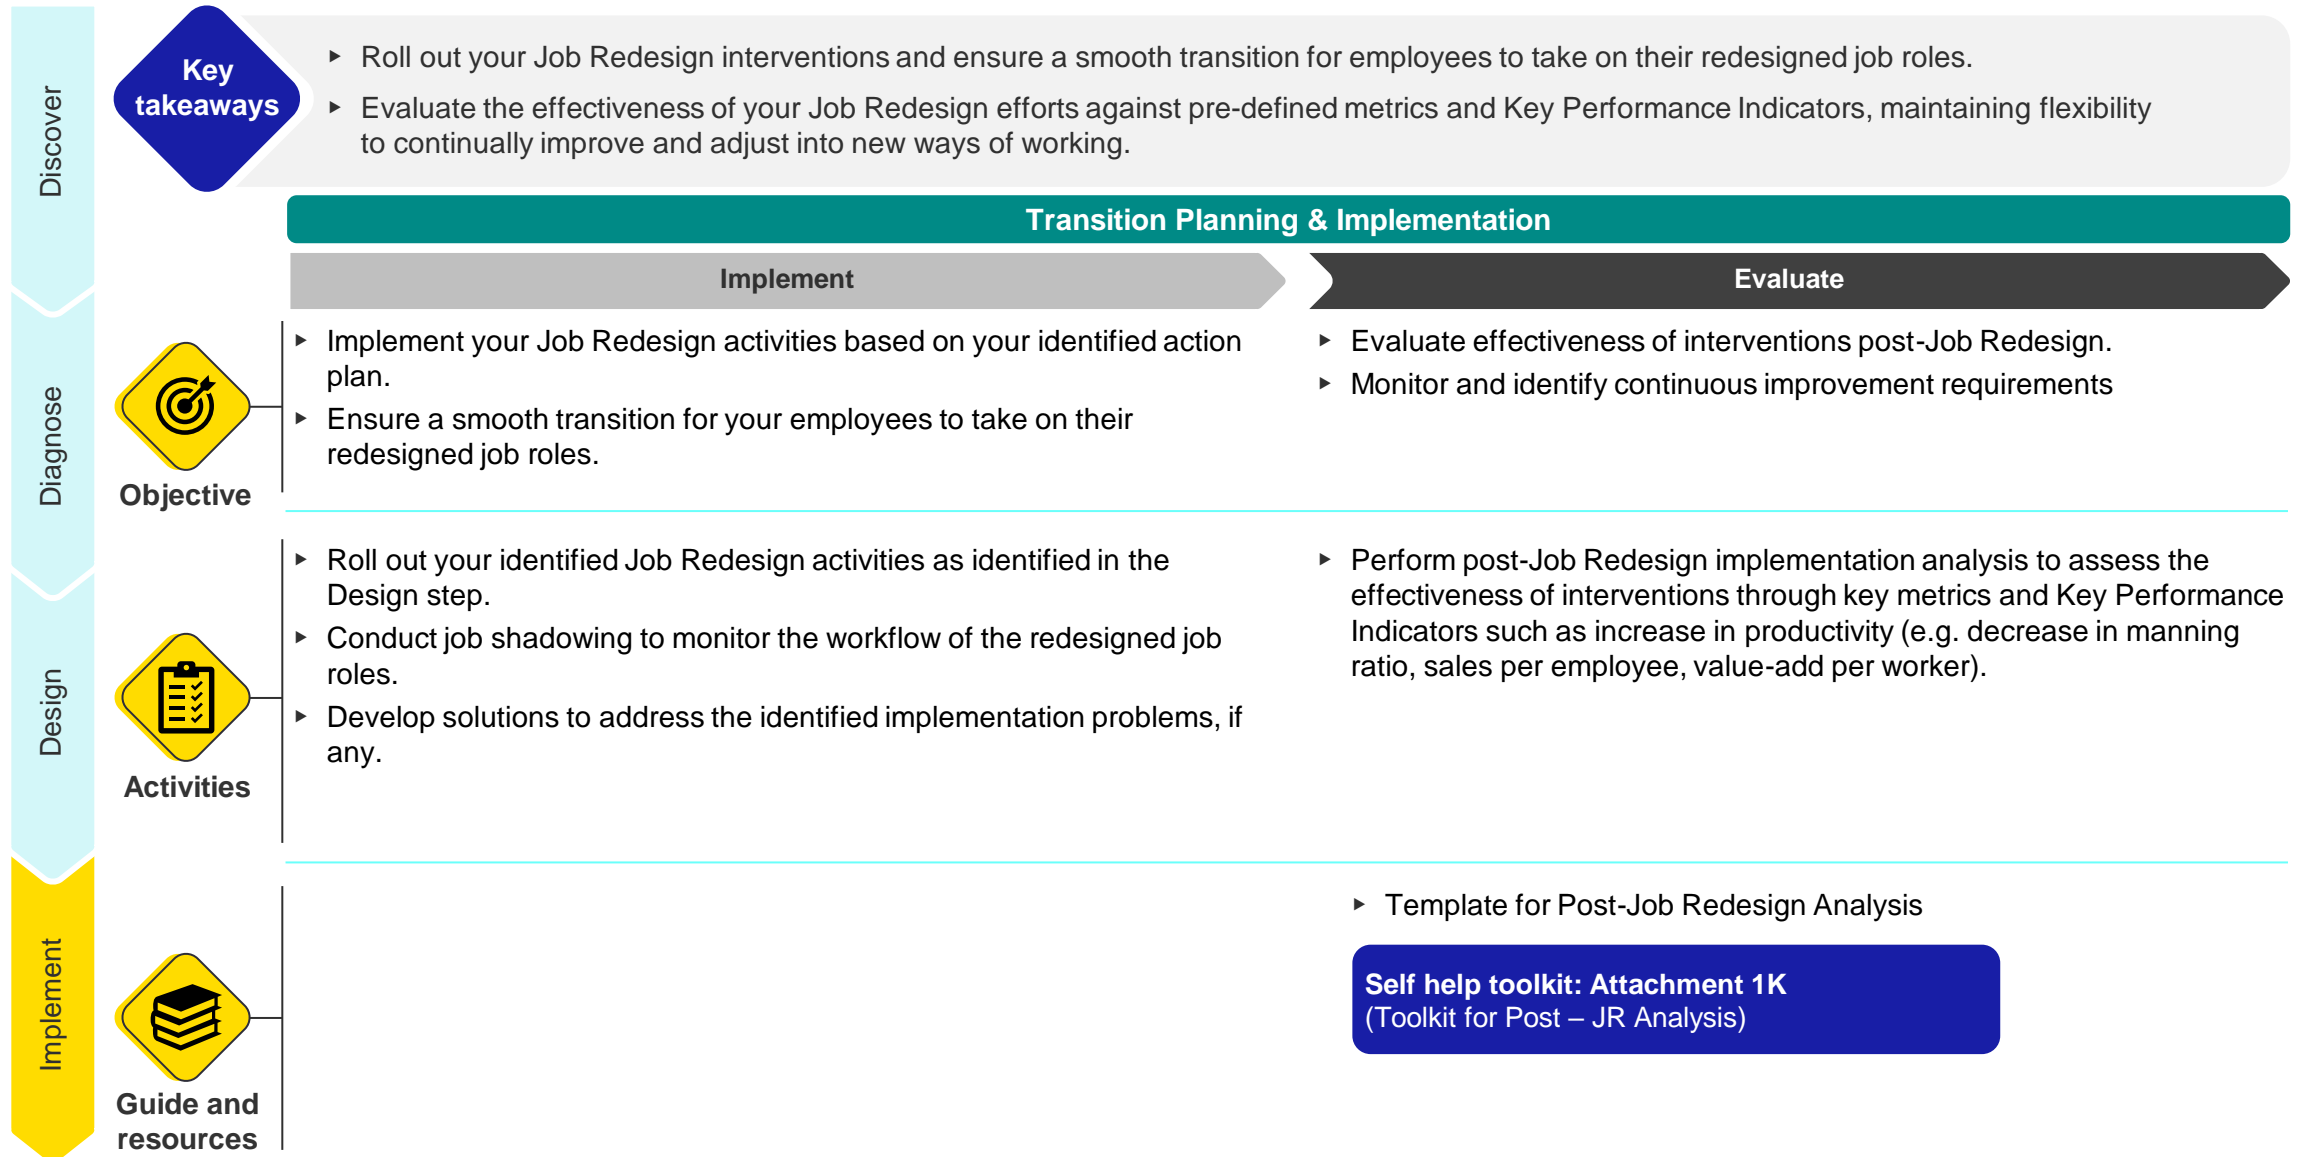 Discover
Diagnose
Design
Implement
Key
takeaways
▸ Roll out your Job Redesign interventions and ensure a smooth transition for employees to take on their redesigned job roles.
▸ Evaluate the effectiveness of your Job Redesign efforts against pre-defined metrics and Key Performance Indicators, maintaining flexibility
to continually improve and adjust into new ways of working.
Transition Planning & Implementation
Implement
Evaluate
Objective
▸ Implement your Job Redesign activities based on your identified action
plan.
▸ Ensure a smooth transition for your employees to take on their
redesigned job roles.
▸ Evaluate effectiveness of interventions post-Job Redesign.
▸ Monitor and identify continuous improvement requirements
Activities
▸ Roll out your identified Job Redesign activities as identified in the
Design step.
▸ Conduct job shadowing to monitor the workflow of the redesigned job
roles.
▸ Develop solutions to address the identified implementation problems, if
any.
▸ Perform post-Job Redesign implementation analysis to assess the
effectiveness of interventions through key metrics and Key Performance
Indicators such as increase in productivity (e.g. decrease in manning
ratio, sales per employee, value-add per worker).
Guide and
resources
▸ Template for Post-Job Redesign Analysis
Self help toolkit: Attachment 1K
(Toolkit for Post – JR Analysis)